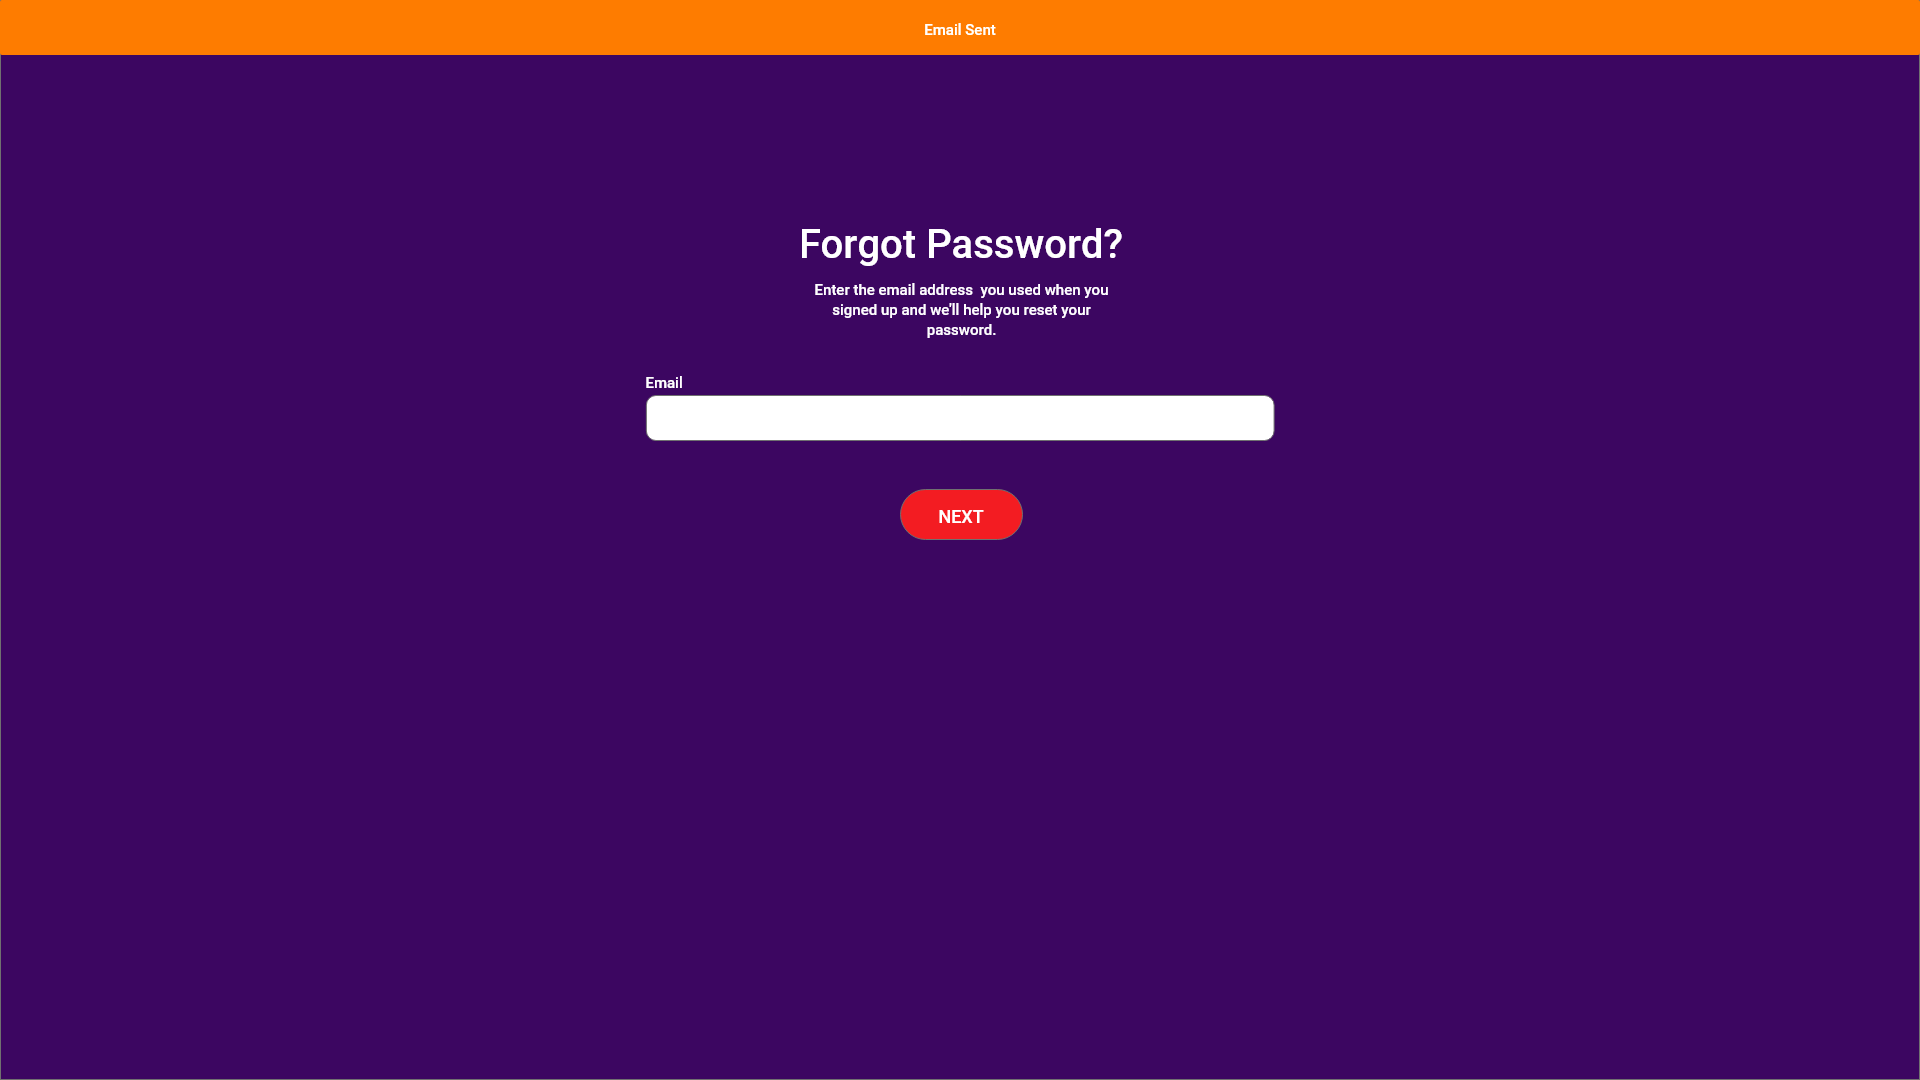 Email Sent
Forgot Password?
Enter the email address  you used when you
signed up and we'll help you reset your
password.
Email
NEXT